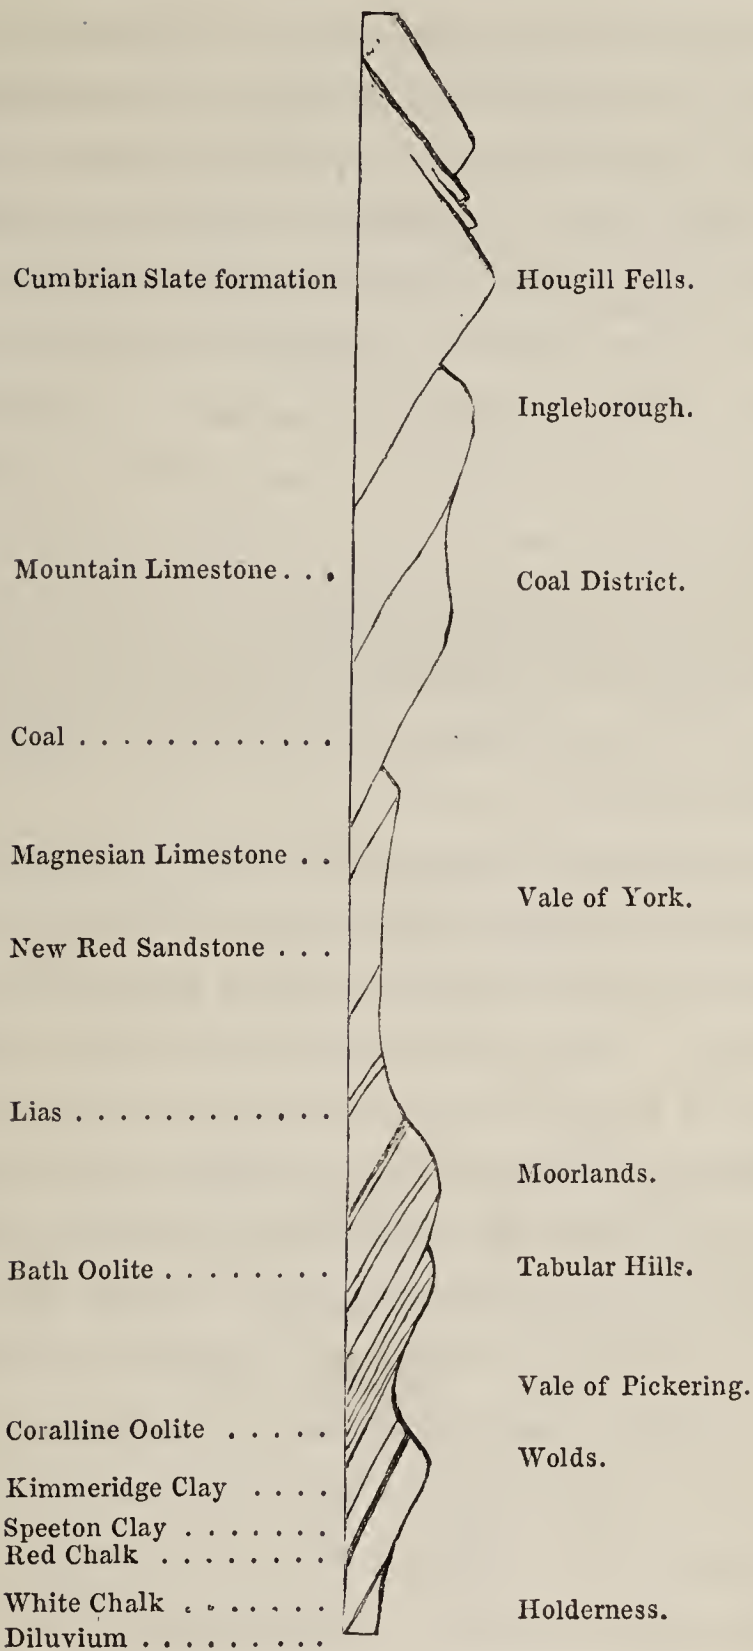 Cumbrian Slate formation
Hougill Fells.
Ingleborough.
Mountain Limestone . . .
Coal District.
Coal . . . . . . . . . . . .
Magnesian Limestone . .
Vale of York.
New Red Sandstone . . .
Lias . . . . . . . . . . . .
Moorlands.
Bath Oolite . . . . . . . .
Tabular Hills.
Vale of Pickering.
Coralline Oolite . . . . .
Wolds.
Kimmeridge Clay . . . .
Speeton Clay . . . . . . .
Red Chalk . . . . . . . .
White Chalk . . . . . . .
Holderness.
Diluvium . . . . . . . . .